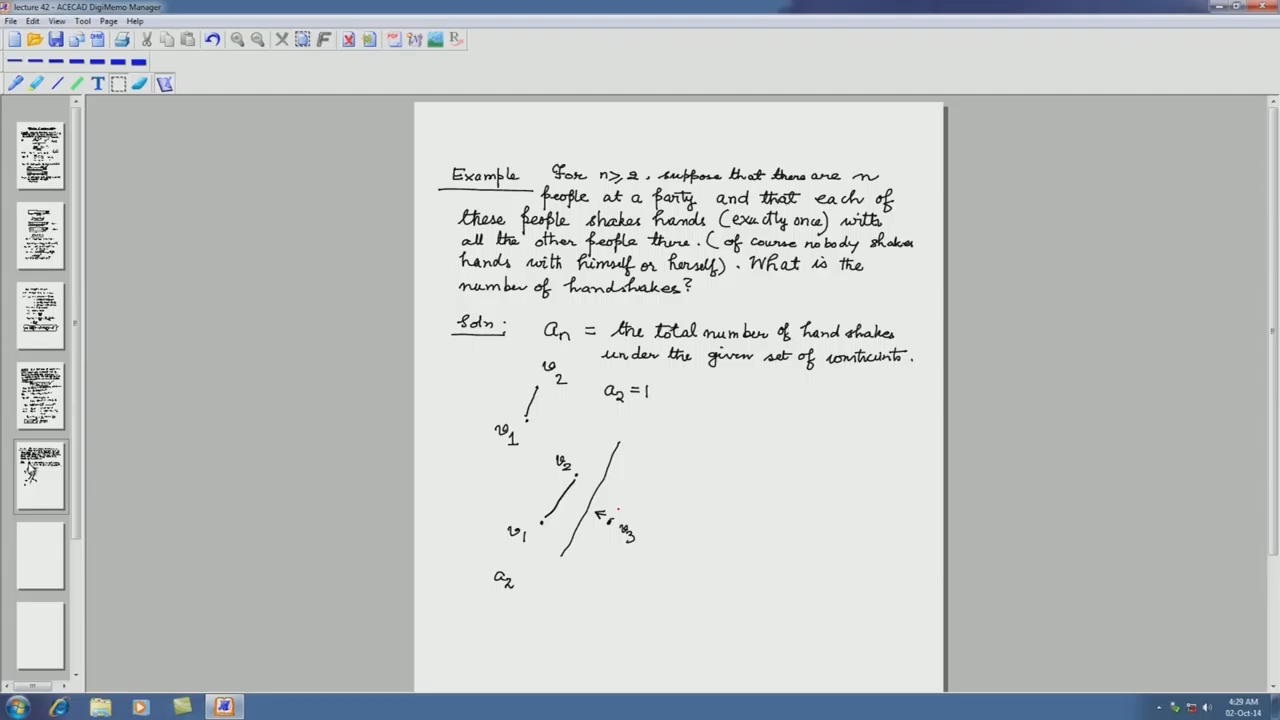 lecture 42 - ACECAD DigiMemo Manager
File Edit View Tool Page Help
Example For n≥2, suppose that there are n
people at a party and that each of
these people shakes hands (exactly once) with
all the other people there. (of course nobody shakes
hands with himself or herself). What is the
number of handshakes?
Soln: aₙ = the total number of hand shakes
under the given set of constraints.
v₂
a₂ = 1
v₁
v₂
v₁
v₃
a₂
4:29 AM
02-Oct-14